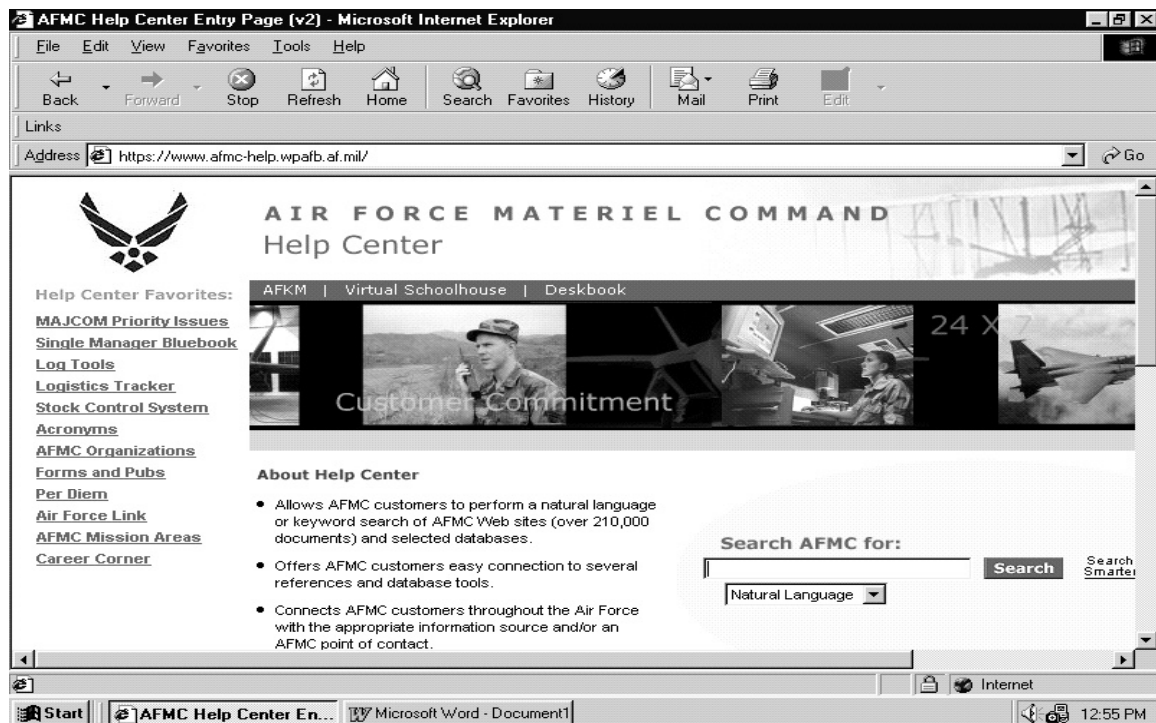 AFMC Help Center Entry Page (v2) - Microsoft Internet Explorer
File Edit View Favorites Tools Help
Back Forward Stop Refresh Home Search Favorites History Mail Print Edit
Links
Address https://www.afmc-help.wpafb.af.mil/ Go
AIR FORCE MATERIEL COMMAND
Help Center
AFKM | Virtual Schoolhouse | Deskbook
24 X 7
Customer Commitment
Help Center Favorites:
MAJCOM Priority Issues
Single Manager Bluebook
Log Tools
Logistics Tracker
Stock Control System
Acronyms
AFMC Organizations
Forms and Pubs
Per Diem
Air Force Link
AFMC Mission Areas
Career Corner
About Help Center
• Allows AFMC customers to perform a natural language
or keyword search of AFMC Web sites (over 210,000
documents) and selected databases.
• Offers AFMC customers easy connection to several
references and database tools.
• Connects AFMC customers throughout the Air Force
with the appropriate information source and/or an
AFMC point of contact.
Search AFMC for:
Search
Search
Smarter
Natural Language
Internet
Start AFMC Help Center En... Microsoft Word - Document1 12:55 PM